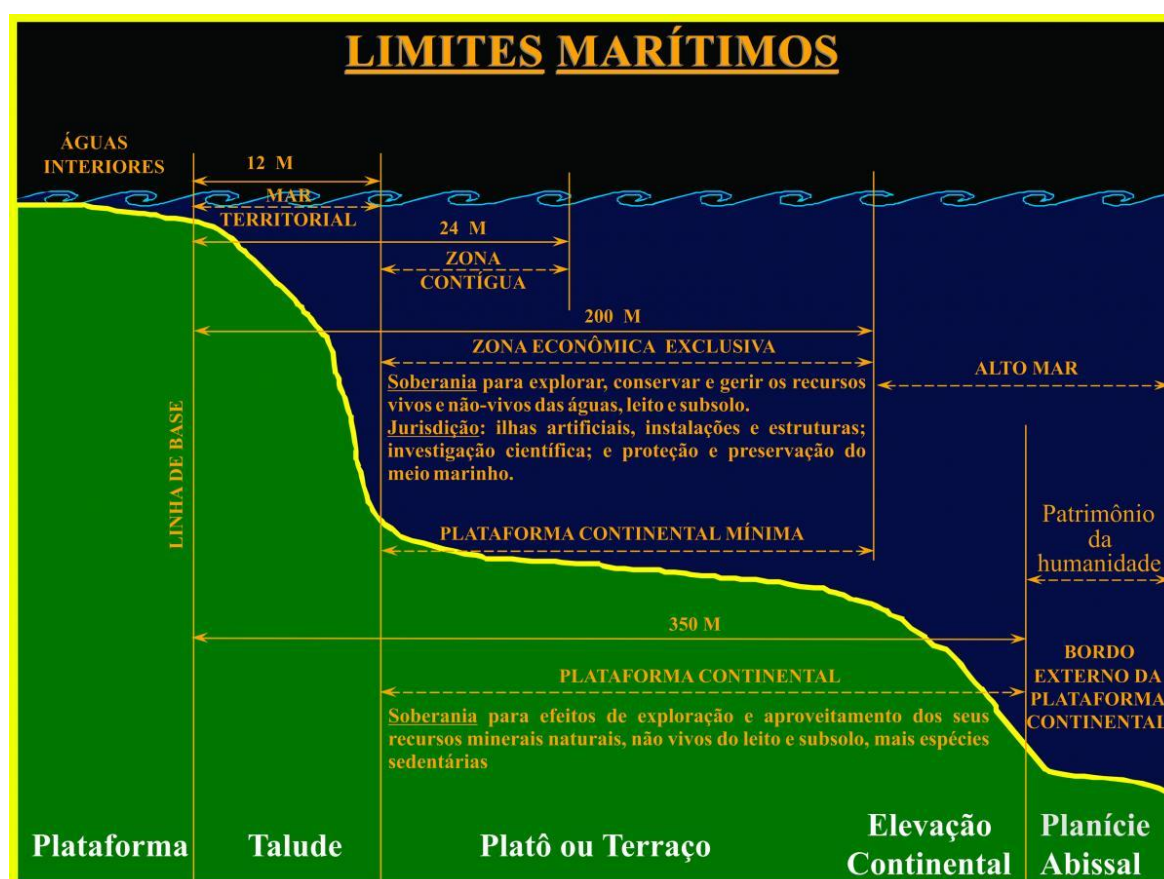 LIMITES MARÍTIMOS
ÁGUAS
INTERIORES
12 M
MAR
TERRITORIAL
24 M
ZONA
CONTÍGUA
200 M
ZONA ECONÔMICA EXCLUSIVA
Soberania para explorar, conservar e gerir os recursos
vivos e não-vivos das águas, leito e subsolo.
Jurisdição: ilhas artificiais, instalações e estruturas;
investigação científica; e proteção e preservação do
meio marinho.
ALTO MAR
LINHA DE BASE
PLATAFORMA CONTINENTAL MÍNIMA
Patrimônio
da
humanidade
350 M
PLATAFORMA CONTINENTAL
Soberania para efeitos de exploração e aproveitamento dos seus
recursos minerais naturais, não vivos do leito e subsolo, mais espécies
sedentárias
BORDO
EXTERNO DA
PLATAFORMA
CONTINENTAL
Plataforma
Talude
Platô ou Terraço
Elevação
Continental
Planície
Abissal